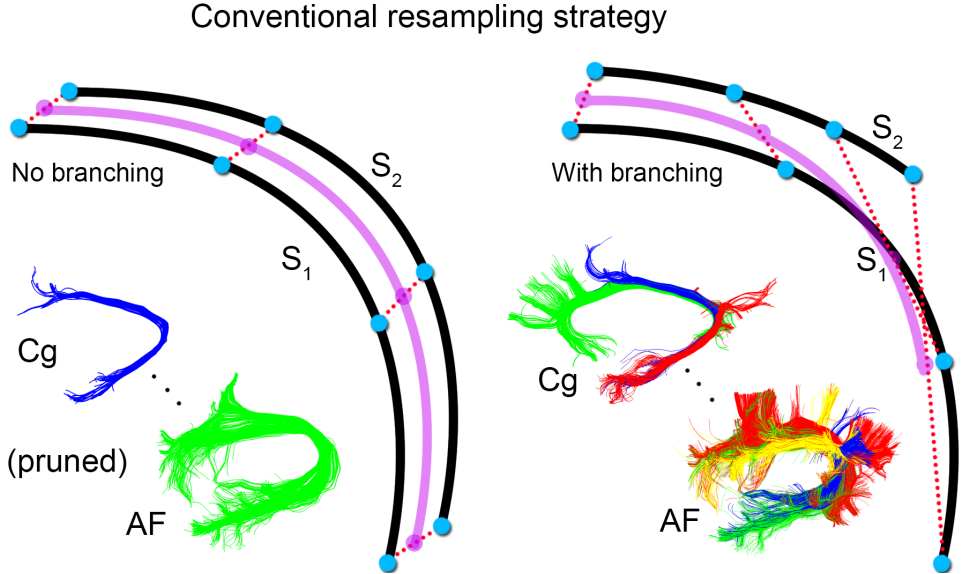 Conventional resampling strategy
No branching
S₂
S₁
Cg
(pruned)
AF
With branching
S₂
S₁
Cg
AF